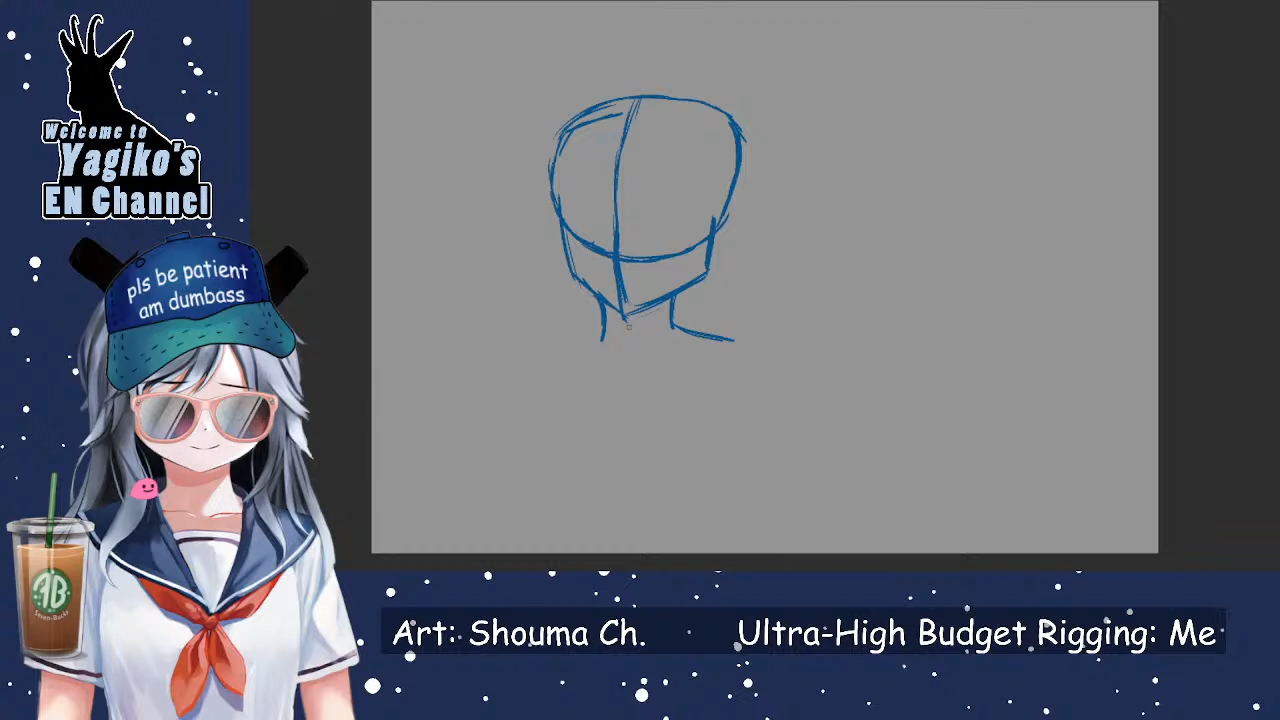 Welcome to
Yagiko's
EN Channel
pls be patient
am dumbass
Art: Shouma Ch.
Ultra-High Budget Rigging: Me